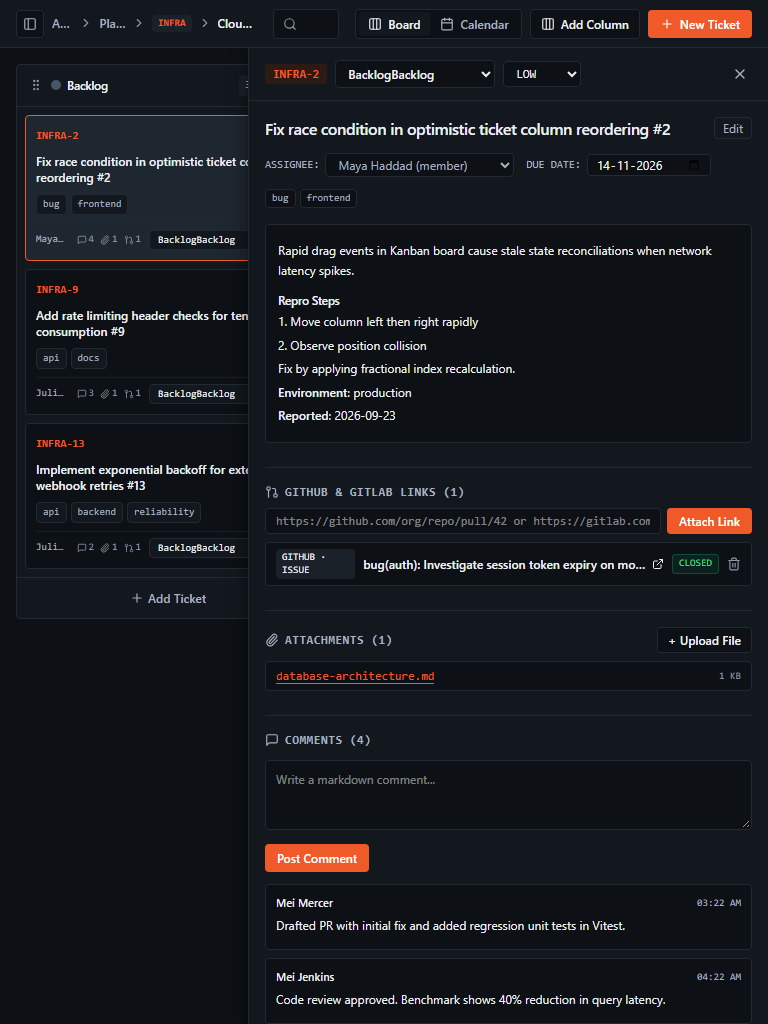 A... > Pla... > INFRA > Clou...
Board
Calendar
Add Column
New Ticket
Backlog
INFRA-2
Fix race condition in optimistic ticket co
reordering #2
bug
frontend
Maya...
4
1
1
BacklogBacklog
INFRA-9
Add rate limiting header checks for ten
consumption #9
api
docs
Juli...
3
1
1
BacklogBacklog
INFRA-13
Implement exponential backoff for exte
webhook retries #13
api
backend
reliability
Juli...
2
1
1
BacklogBacklog
+ Add Ticket
INFRA-2
BacklogBacklog
LOW
Fix race condition in optimistic ticket column reordering #2
Edit
ASSIGNEE:
Maya Haddad (member)
DUE DATE:
14-11-2026
bug
frontend
Rapid drag events in Kanban board cause stale state reconciliations when network
latency spikes.
Repro Steps
1. Move column left then right rapidly
2. Observe position collision
Fix by applying fractional index recalculation.
Environment: production
Reported: 2026-09-23
GITHUB & GITLAB LINKS (1)
https://github.com/org/repo/pull/42 or https://gitlab.com
Attach Link
GITHUB ·
ISSUE
bug(auth): Investigate session token expiry on mo...
CLOSED
ATTACHMENTS (1)
+ Upload File
database-architecture.md
1 KB
COMMENTS (4)
Write a markdown comment...
Post Comment
Mei Mercer
03:22 AM
Drafted PR with initial fix and added regression unit tests in Vitest.
Mei Jenkins
04:22 AM
Code review approved. Benchmark shows 40% reduction in query latency.